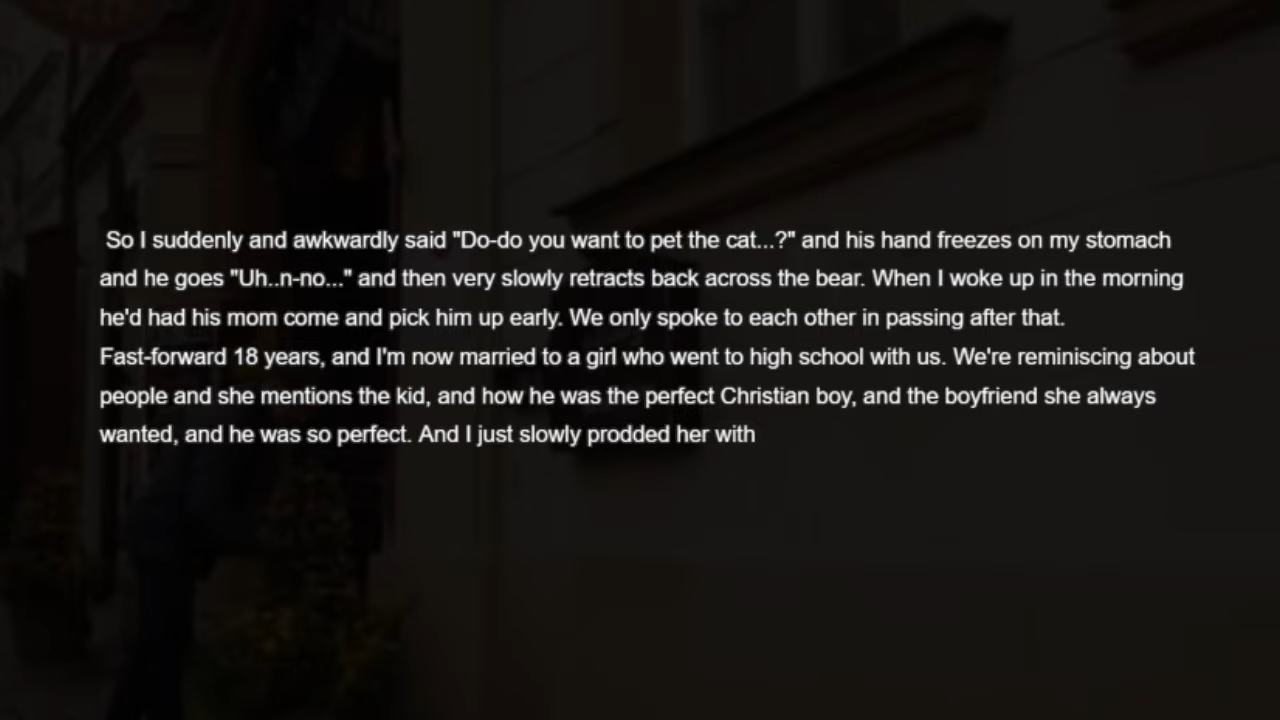 So I suddenly and awkwardly said "Do-do you want to pet the cat...?" and his hand freezes on my stomach
and he goes "Uh..n-no..." and then very slowly retracts back across the bear. When I woke up in the morning
he'd had his mom come and pick him up early. We only spoke to each other in passing after that.
Fast-forward 18 years, and I'm now married to a girl who went to high school with us. We're reminiscing about
people and she mentions the kid, and how he was the perfect Christian boy, and the boyfriend she always
wanted, and he was so perfect. And I just slowly prodded her with